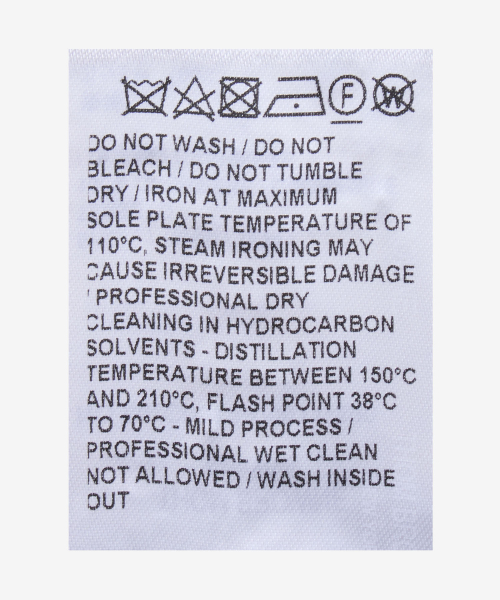 F W
DO NOT WASH / DO NOT
BLEACH / DO NOT TUMBLE
DRY / IRON AT MAXIMUM
SOLE PLATE TEMPERATURE OF
110°C, STEAM IRONING MAY
CAUSE IRREVERSIBLE DAMAGE
/ PROFESSIONAL DRY
CLEANING IN HYDROCARBON
SOLVENTS - DISTILLATION
TEMPERATURE BETWEEN 150°C
AND 210°C, FLASH POINT 38°C
TO 70°C - MILD PROCESS /
PROFESSIONAL WET CLEAN
NOT ALLOWED / WASH INSIDE
OUT